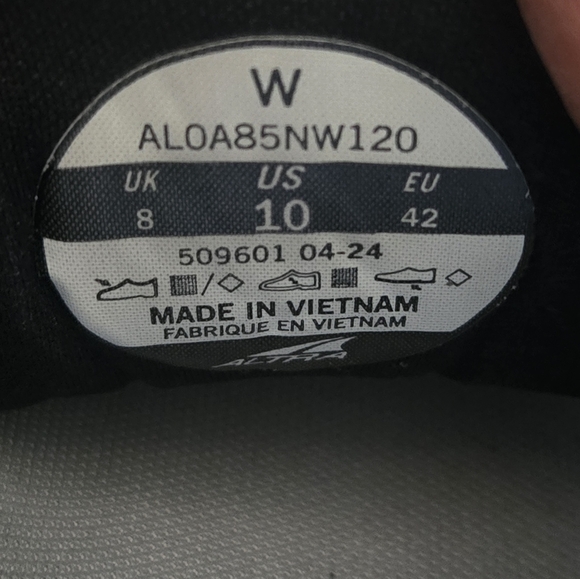 W
AL0A85NW120
UK US EU
8 10 42
509601 04-24
/
MADE IN VIETNAM
FABRIQUE EN VIETNAM
ALTRA